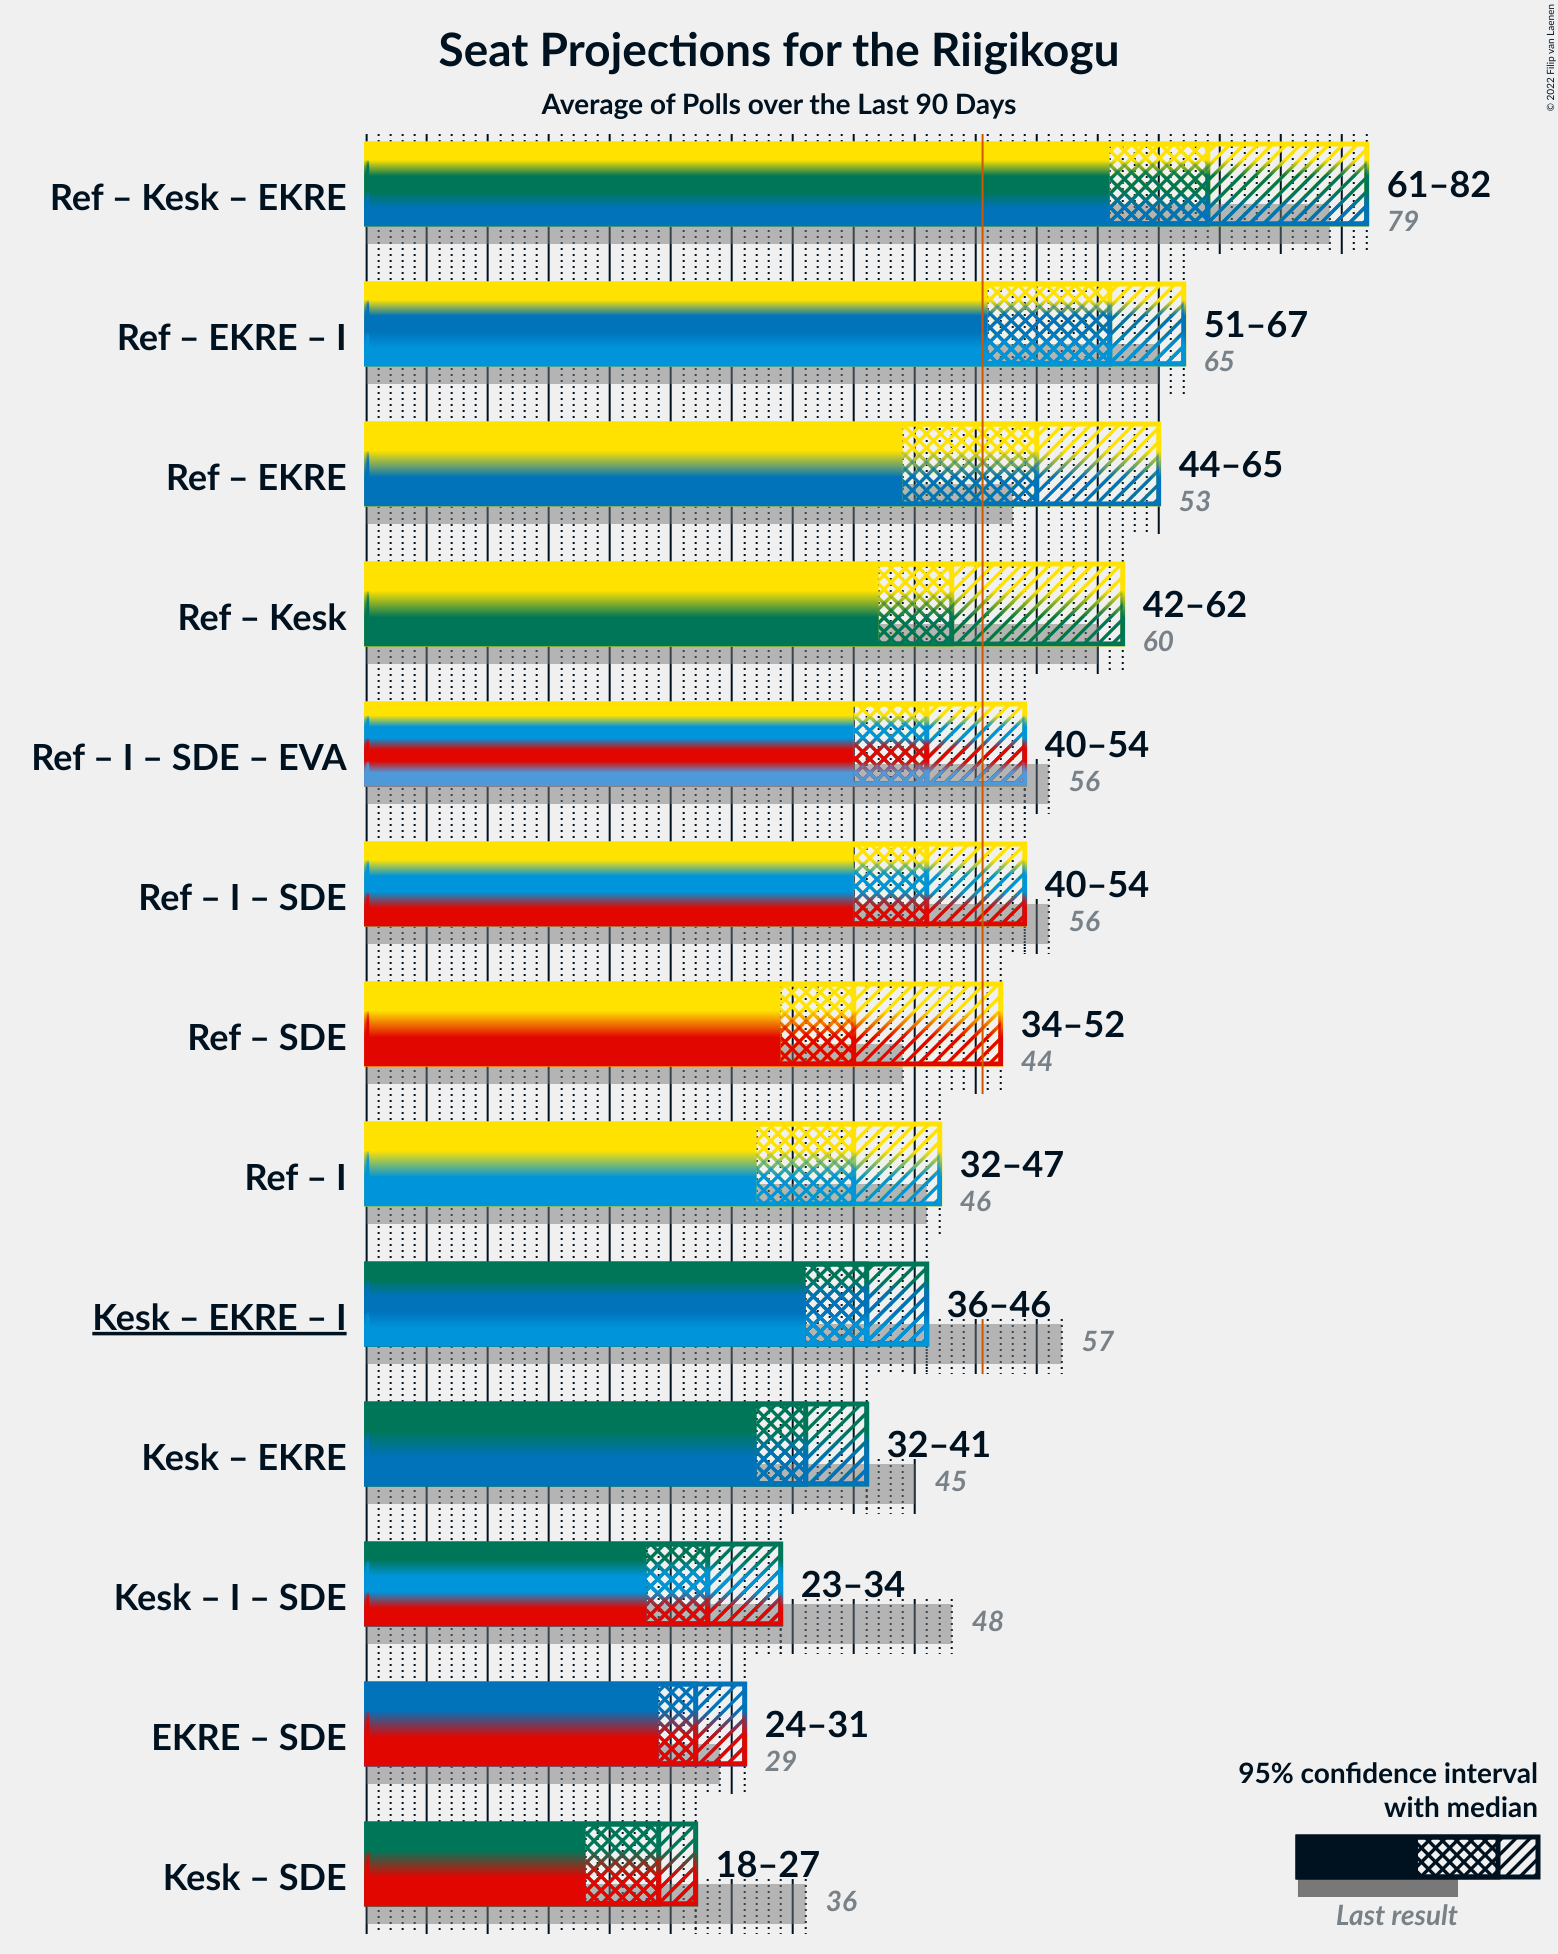 Seat Projections for the Riigikogu
Average of Polls over the Last 90 Days
© 2022 Filip van Laenen
Ref – Kesk – EKRE
61–82
79
Ref – EKRE – I
51–67
65
Ref – EKRE
44–65
53
Ref – Kesk
42–62
60
Ref – I – SDE – EVA
40–54
56
Ref – I – SDE
40–54
56
Ref – SDE
34–52
44
Ref – I
32–47
46
Kesk – EKRE – I
36–46
57
Kesk – EKRE
32–41
45
Kesk – I – SDE
23–34
48
EKRE – SDE
24–31
29
Kesk – SDE
18–27
36
95% confidence interval
with median
Last result